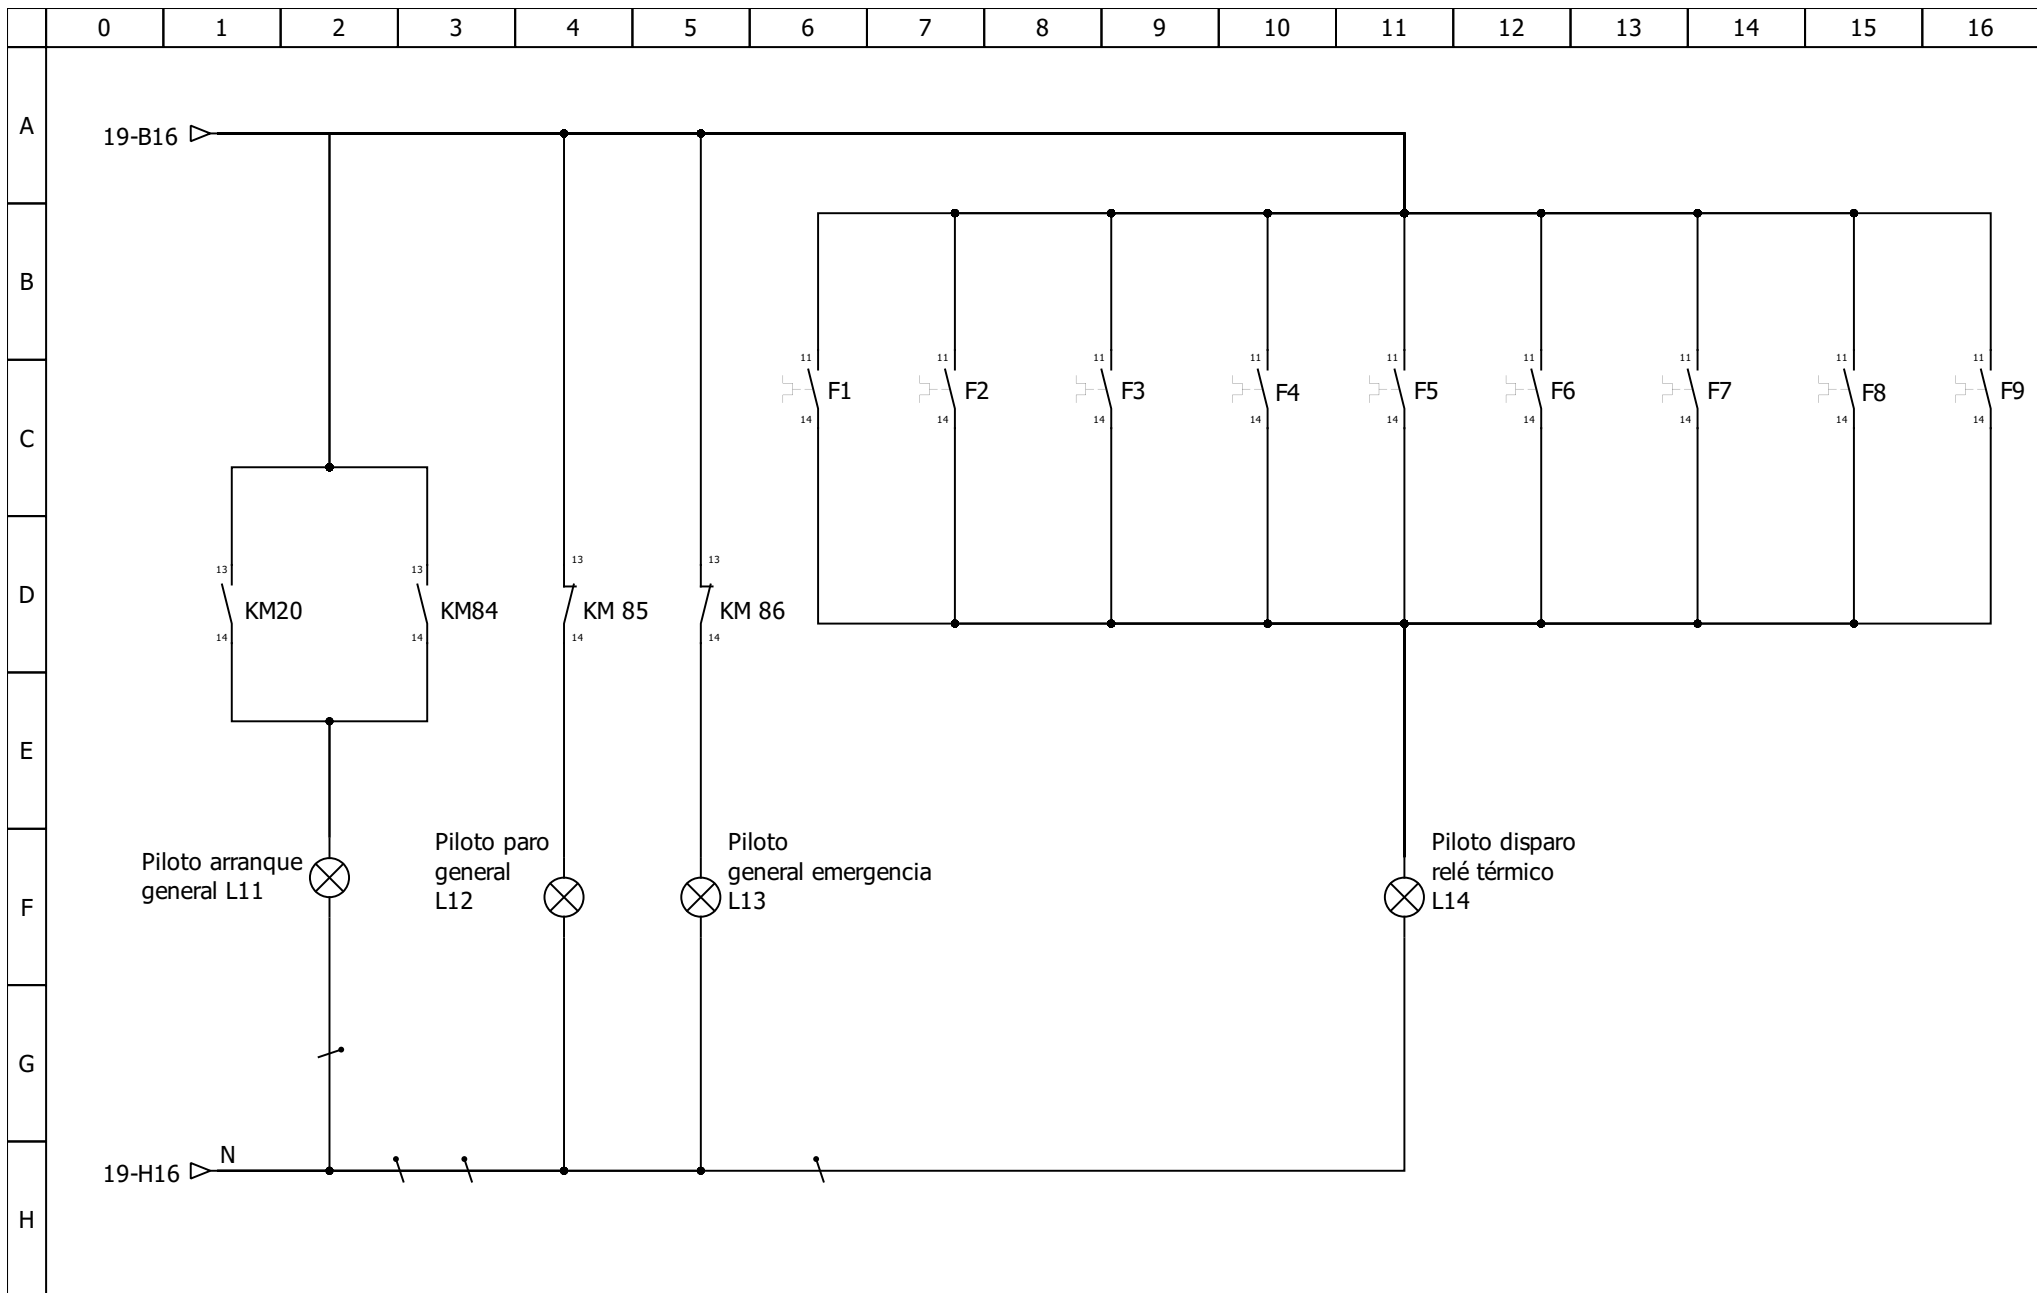 0 1 2 3 4 5 6 7 8 9 10 11 12 13 14 15 16
A
19-B16
B
11 11 11 11 11 11 11 11 11
F1 F2 F3 F4 F5 F6 F7 F8 F9
14 14 14 14 14 14 14 14 14
C
13 13 13 13
D
KM20 KM84 KM 85 KM 86
14 14 14 14
E
Piloto arranque
general L11
Piloto paro
general
L12
Piloto
general emergencia
L13
Piloto disparo
relé térmico
L14
F
G
N
19-H16
H